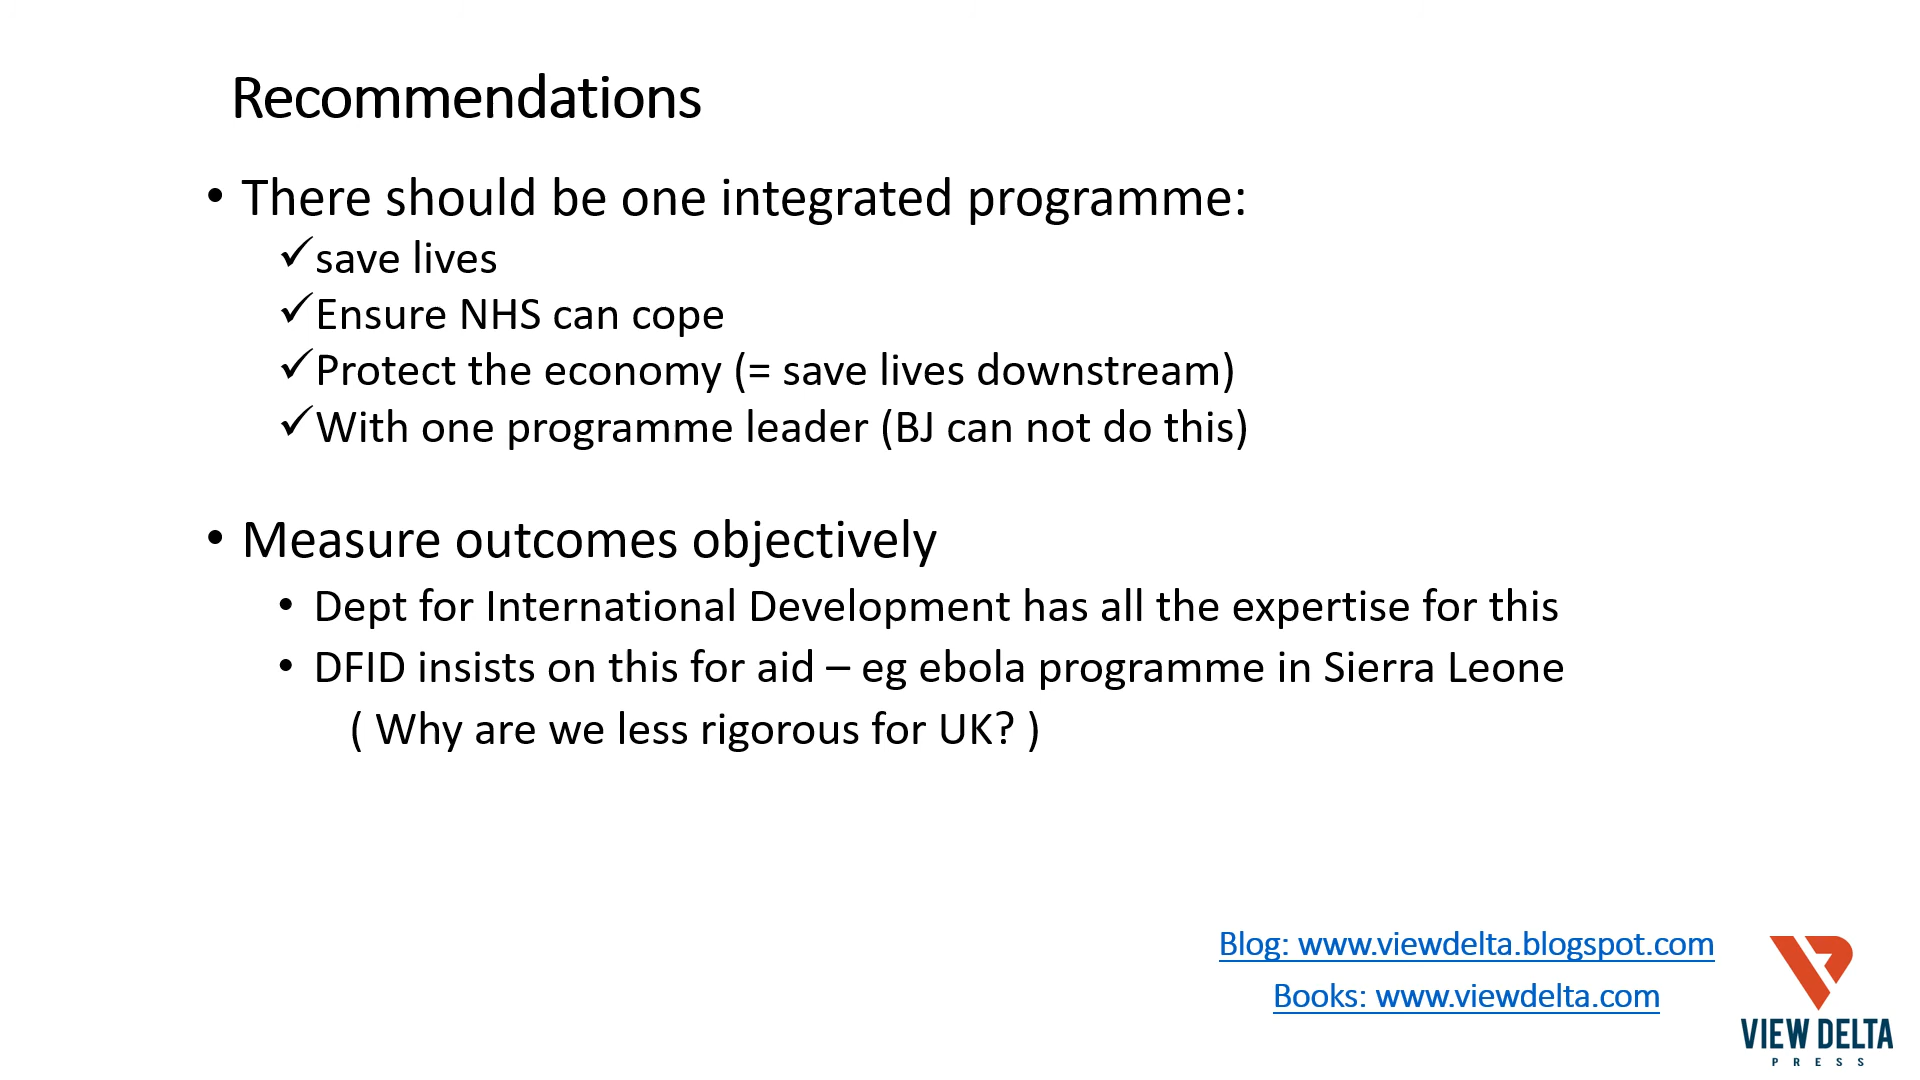 Recommendations
• There should be one integrated programme:
✓save lives
✓Ensure NHS can cope
✓Protect the economy (= save lives downstream)
✓With one programme leader (BJ can not do this)
• Measure outcomes objectively
• Dept for International Development has all the expertise for this
• DFID insists on this for aid – eg ebola programme in Sierra Leone
( Why are we less rigorous for UK? )
Blog: www.viewdelta.blogspot.com
Books: www.viewdelta.com
VIEW DELTA
PRESS